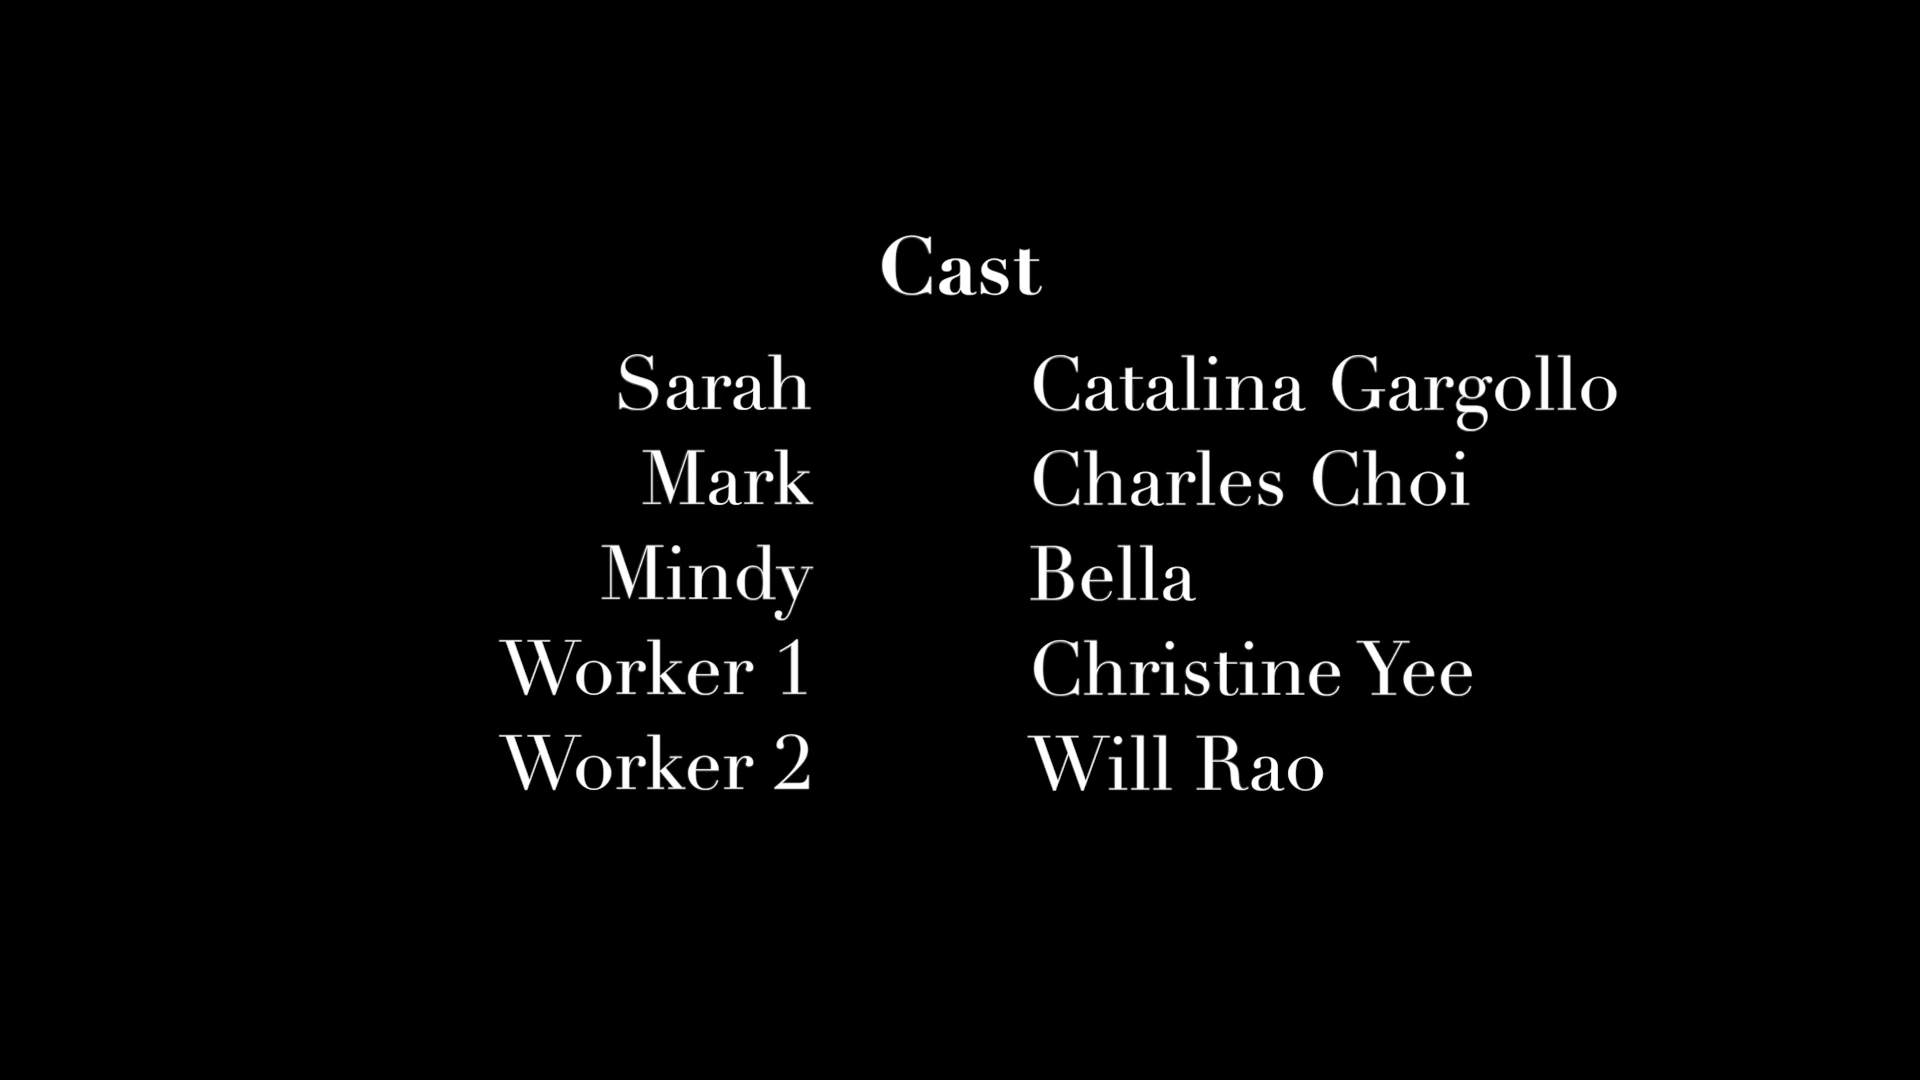 Cast
Sarah Catalina Gargollo
Mark Charles Choi
Mindy Bella
Worker 1 Christine Yee
Worker 2 Will Rao